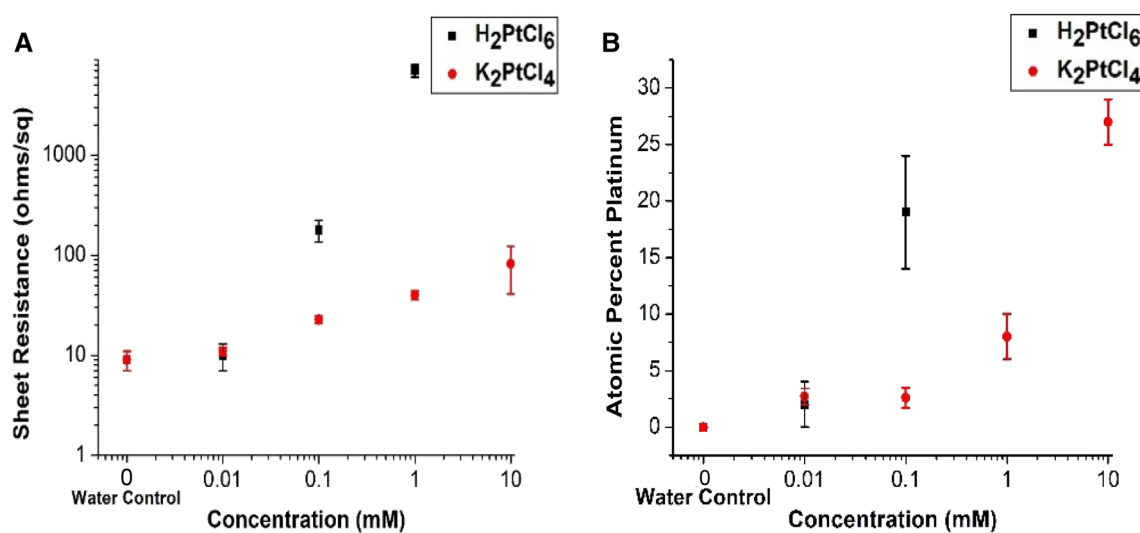 A
H₂PtCl₆
K₂PtCl₄
Sheet Resistance (ohms/sq)
1000
100
10
1
0 0.01 0.1 1 10
Water Control
Concentration (mM)
B
H₂PtCl₆
K₂PtCl₄
Atomic Percent Platinum
30
25
20
15
10
5
0
0 0.01 0.1 1 10
Water Control
Concentration (mM)